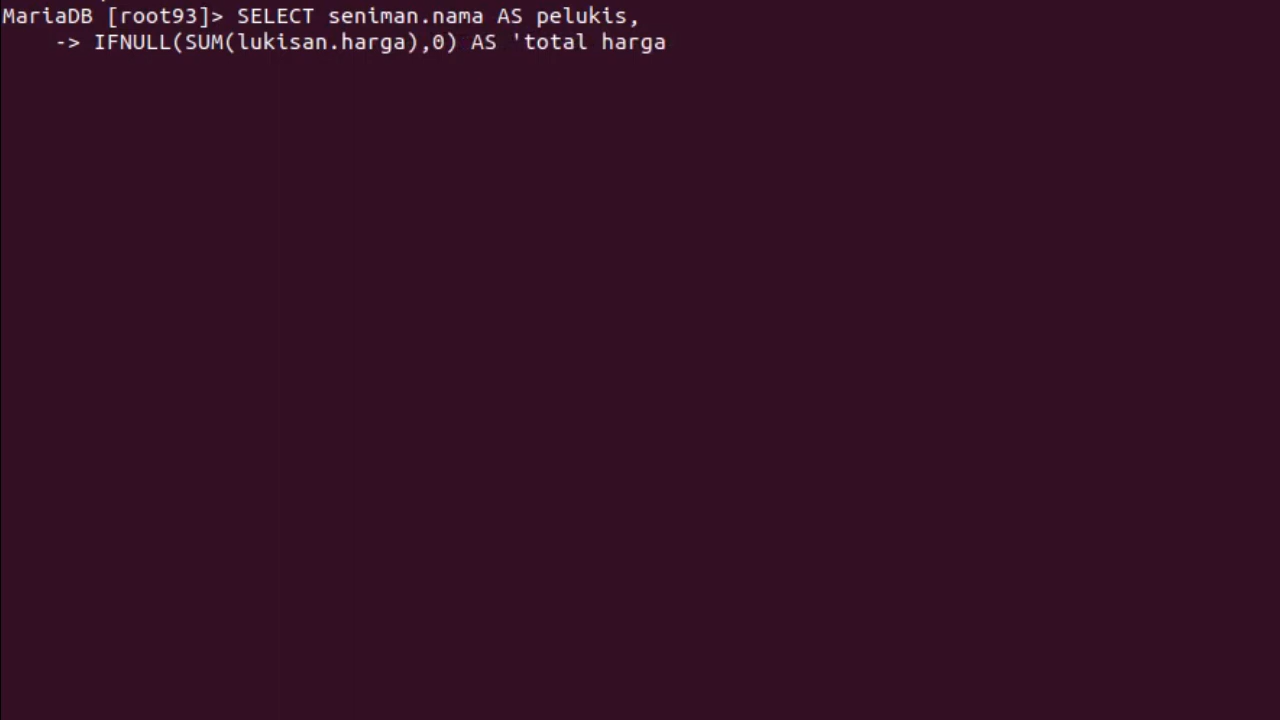 MariaDB [root93]> SELECT seniman.nama AS pelukis,
-> IFNULL(SUM(lukisan.harga),0) AS 'total harga